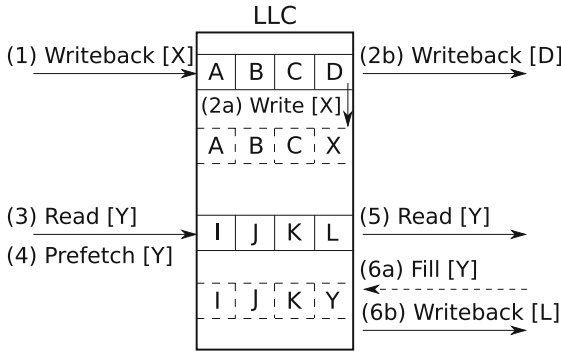 LLC
(1) Writeback [X]
A B C D
(2b) Writeback [D]
(2a) Write [X]
A B C X
(3) Read [Y]
(4) Prefetch [Y]
I J K L
(5) Read [Y]
(6a) Fill [Y]
I J K Y
(6b) Writeback [L]